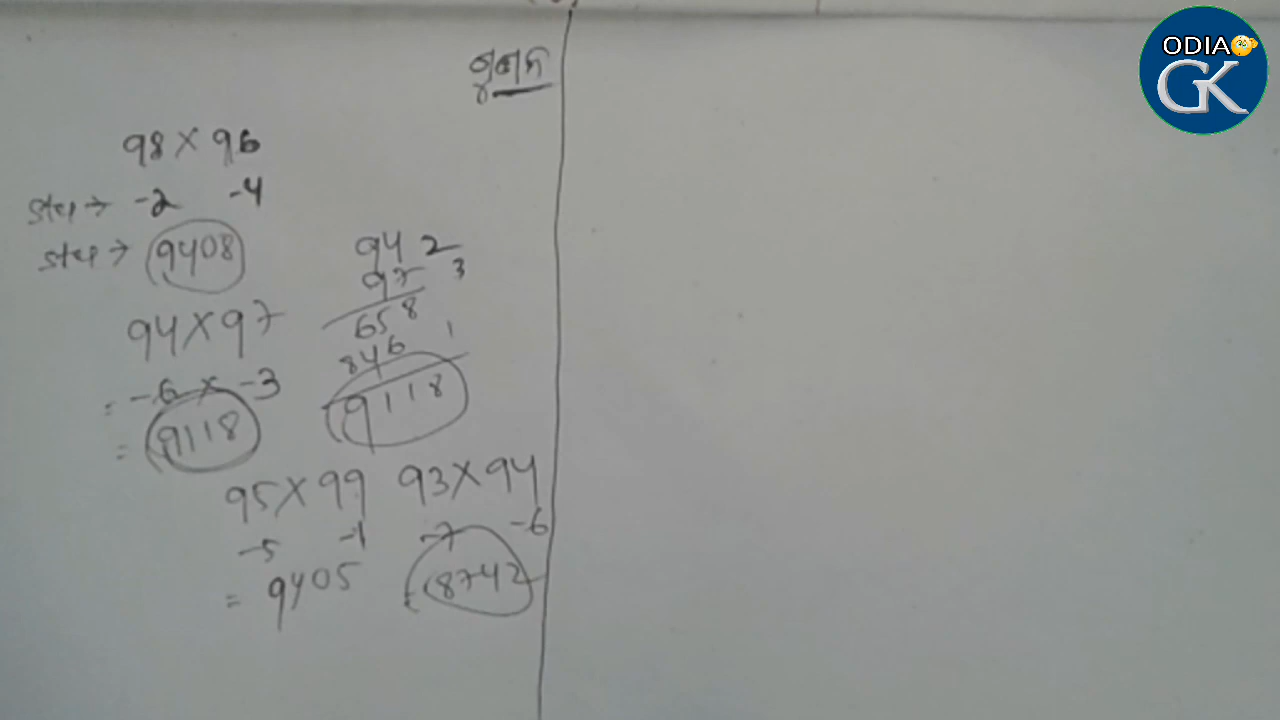 ODIA
GK
ଗୁଣନ
98 × 96
Step → -2 -4
Step → 9408
94 × 97
= -6 × -3
= 9118
94 2
97 3
658
846 1
9118
95 × 99
-5 -1
= 9405
93 × 94
-7 -6
= 8742